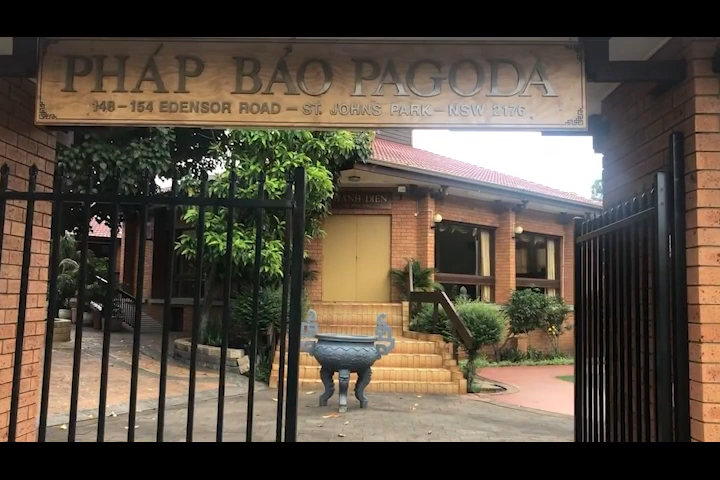 PHÁP BẢO PAGODA
148-154 EDENSOR ROAD - ST. JOHNS PARK - NSW 2176